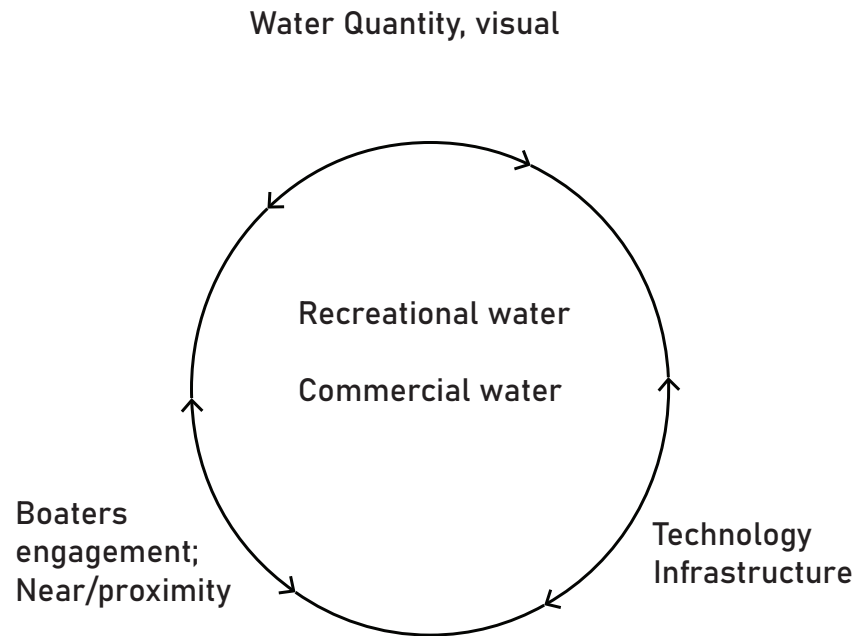 Water Quantity, visual
Recreational water
Commercial water
Boaters
engagement;
Near/proximity
Technology
Infrastructure